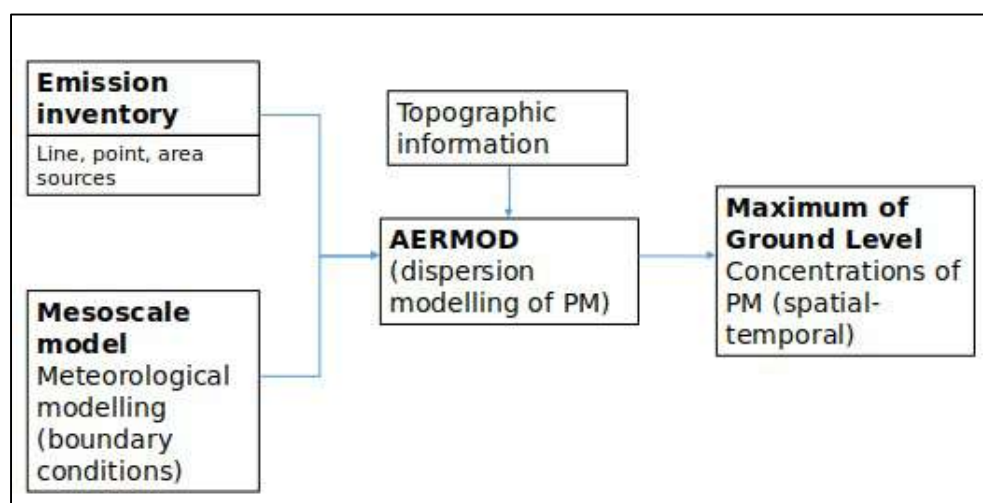 Emission
inventory
Line, point, area
sources
Topographic
information
Mesoscale
model
Meteorological
modelling
(boundary
conditions)
AERMOD
(dispersion
modelling of PM)
Maximum of
Ground Level
Concentrations of
PM (spatial-
temporal)